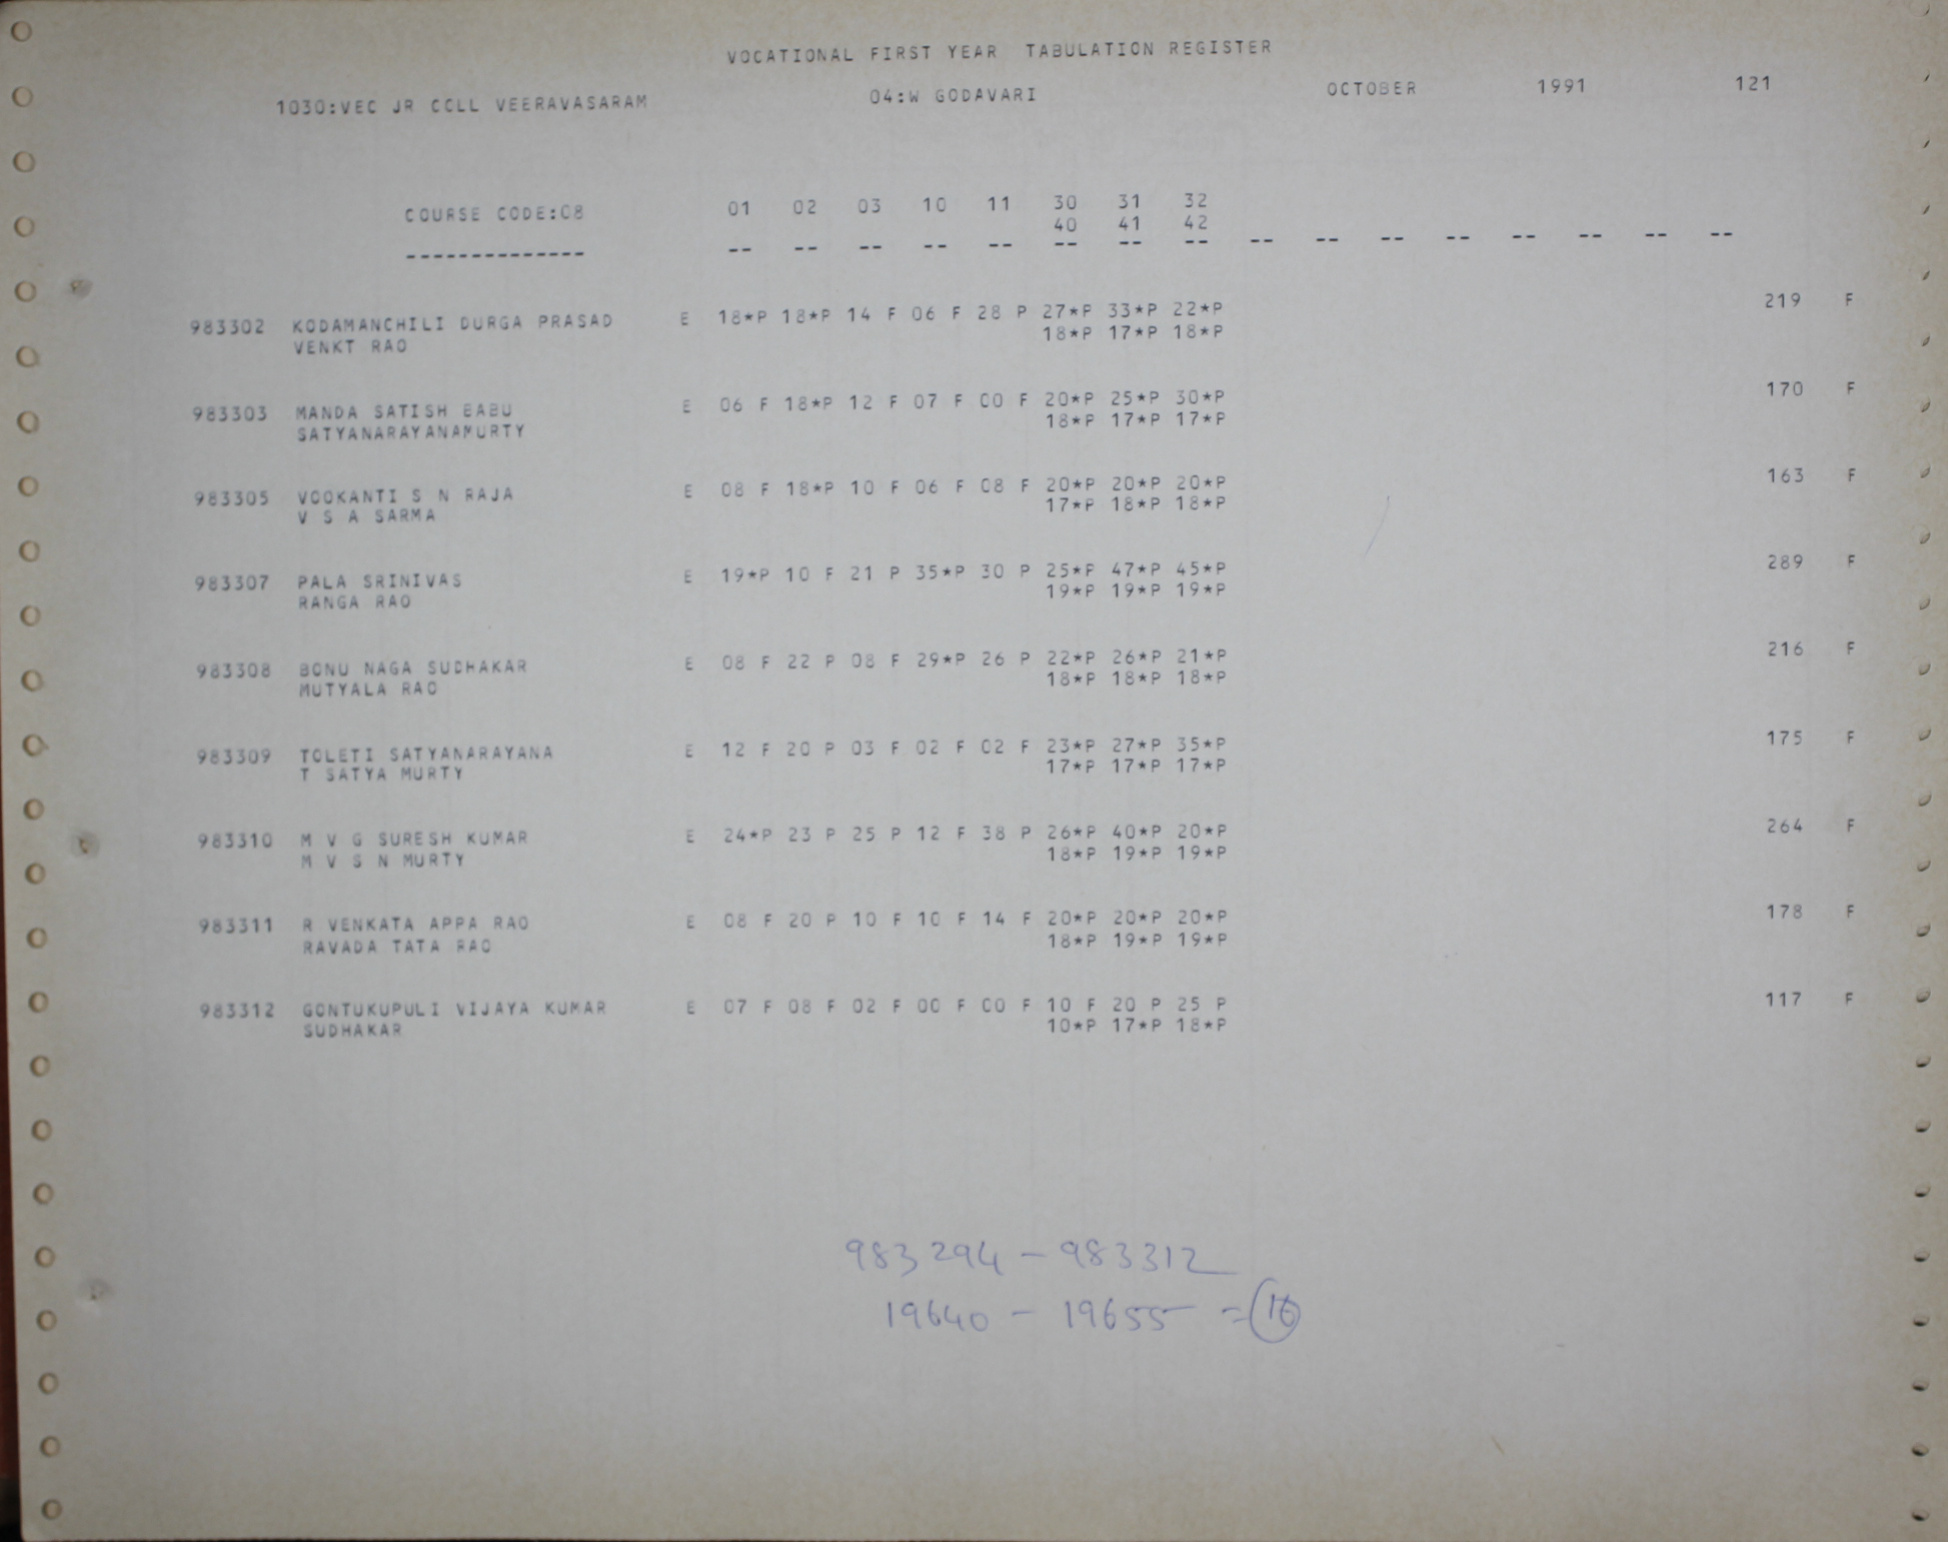 VOCATIONAL FIRST YEAR TABULATION REGISTER
1030:VEC JR COLL VEERAVASARAM 04:W GODAVARI OCTOBER 1991 121
COURSE CODE:08 01 02 03 10 11 30 31 32
40 41 42
-------------- -- -- -- -- -- -- -- -- -- -- -- -- -- -- -- --
983302 KODAMANCHILI DURGA PRASAD E 18*P 18*P 14 F 06 F 28 P 27*P 33*P 22*P 219 F
VENKT RAO 18*P 17*P 18*P
983303 MANDA SATISH BABU E 06 F 18*P 12 F 07 F 00 F 20*P 25*P 30*P 170 F
SATYANARAYANAMURTY 18*P 17*P 17*P
983305 VOOKANTI S N RAJA E 08 F 18*P 10 F 06 F 08 F 20*P 20*P 20*P 163 F
V S A SARMA 17*P 18*P 18*P
983307 PALA SRINIVAS E 19*P 10 F 21 P 35*P 30 P 25*P 47*P 45*P 289 F
RANGA RAO 19*P 19*P 19*P
983308 BONU NAGA SUDHAKAR E 08 F 22 P 08 F 29*P 26 P 22*P 26*P 21*P 216 F
MUTYALA RAO 18*P 18*P 18*P
983309 TOLETI SATYANARAYANA E 12 F 20 P 03 F 02 F 02 F 23*P 27*P 35*P 175 F
T SATYA MURTY 17*P 17*P 17*P
983310 M V G SURESH KUMAR E 24*P 23 P 25 P 12 F 38 P 26*P 40*P 20*P 264 F
M V S N MURTY 18*P 19*P 19*P
983311 R VENKATA APPA RAO E 08 F 20 P 10 F 10 F 14 F 20*P 20*P 20*P 178 F
RAVADA TATA RAO 18*P 19*P 19*P
983312 GONTUKUPULI VIJAYA KUMAR E 07 F 08 F 02 F 00 F 00 F 10 F 20 P 25 P 117 F
SUDHAKAR 10*P 17*P 18*P
983294 - 983312
19640 - 19655 = 16